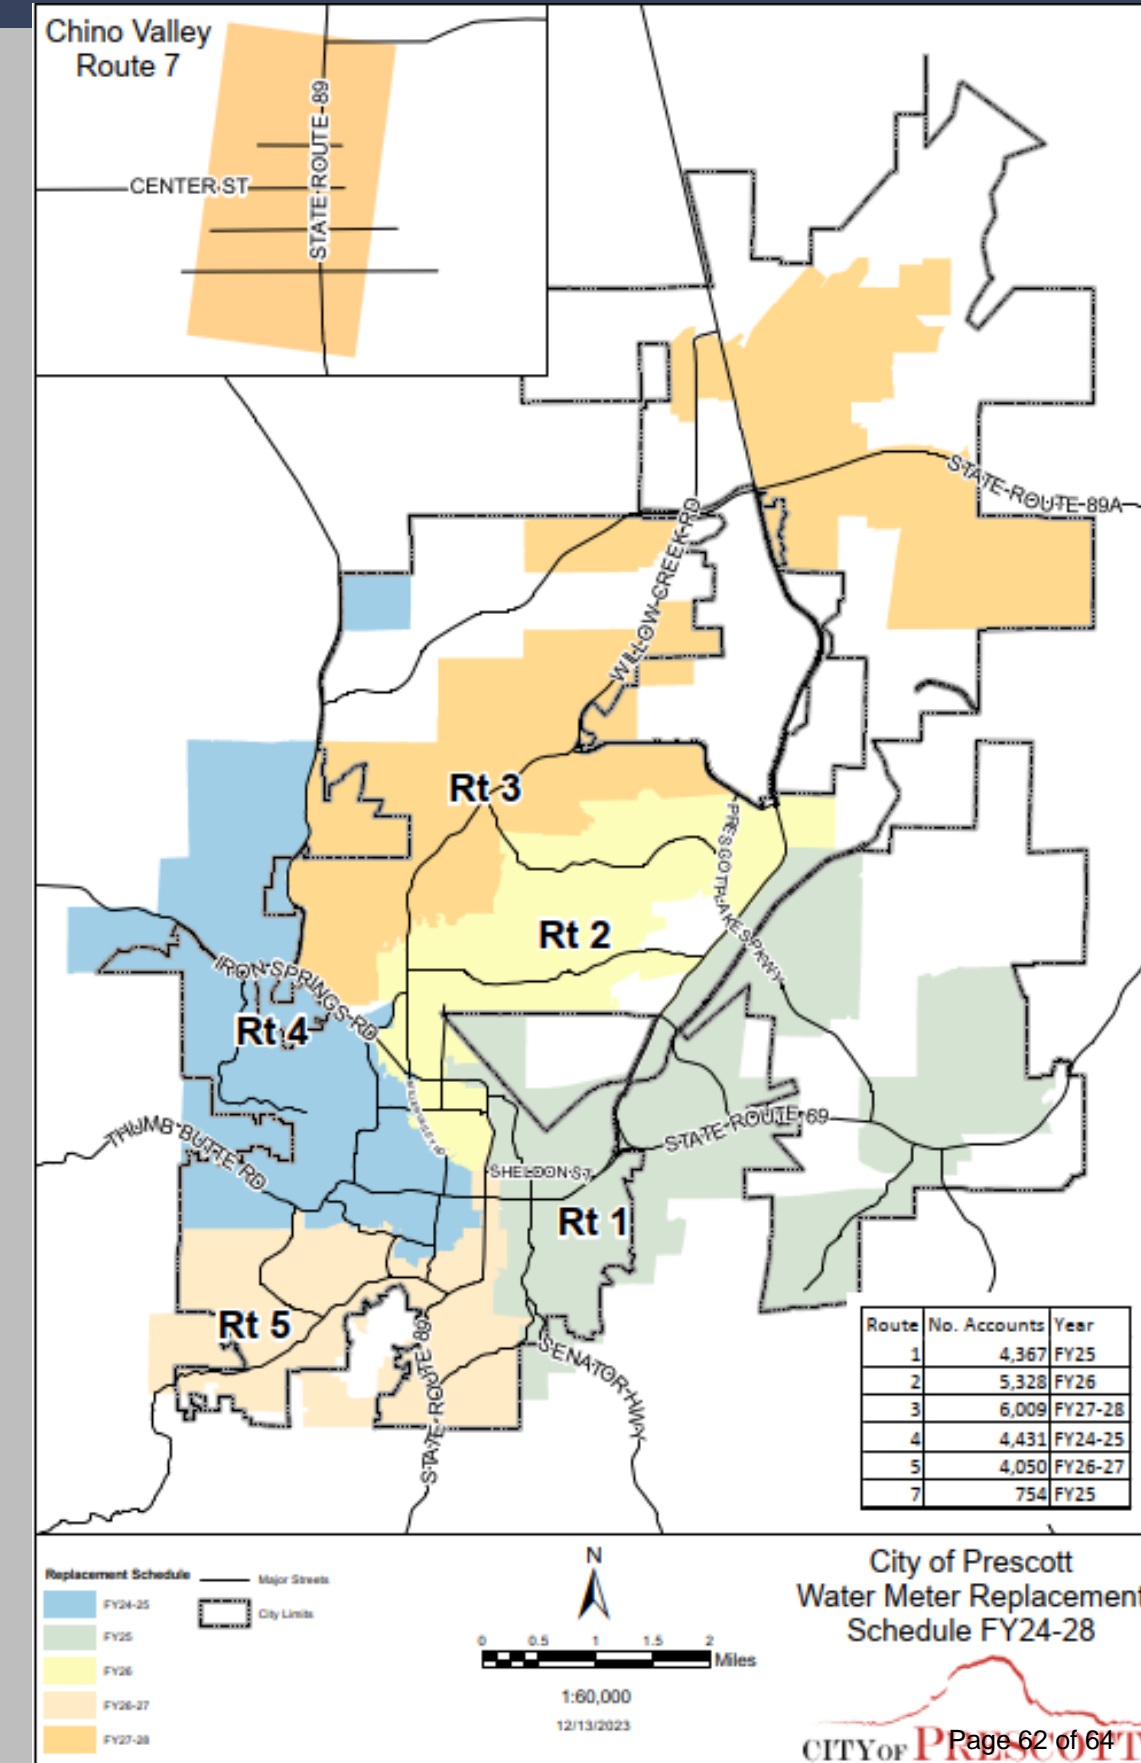 Chino Valley
Route 7
STATE ROUTE 89
CENTER ST
STATE-ROUTE-89A
WILLOW-CREEK-RD
Rt 3
PRESCOTT-LAKES-PKWY
Rt 2
IRON-SPRINGS-RD
Rt 4
STATE-ROUTE-69
THUMB-BUTTE-RD
SHELDON-ST
Rt 1
Rt 5
STATE-ROUTE 89
SENATOR-HWY
Route No. Accounts Year
1 4,367 FY25
2 5,328 FY26
3 6,009 FY27-28
4 4,431 FY24-25
5 4,050 FY26-27
7 754 FY25
Replacement Schedule
FY24-25
FY25
FY26
FY26-27
FY27-28
Major Streets
City Limits
N
0 0.5 1 1.5 2
Miles
1:60,000
12/13/2023
City of Prescott
Water Meter Replacement
Schedule FY24-28
CITY OF PRESCOTT
Page 62 of 64